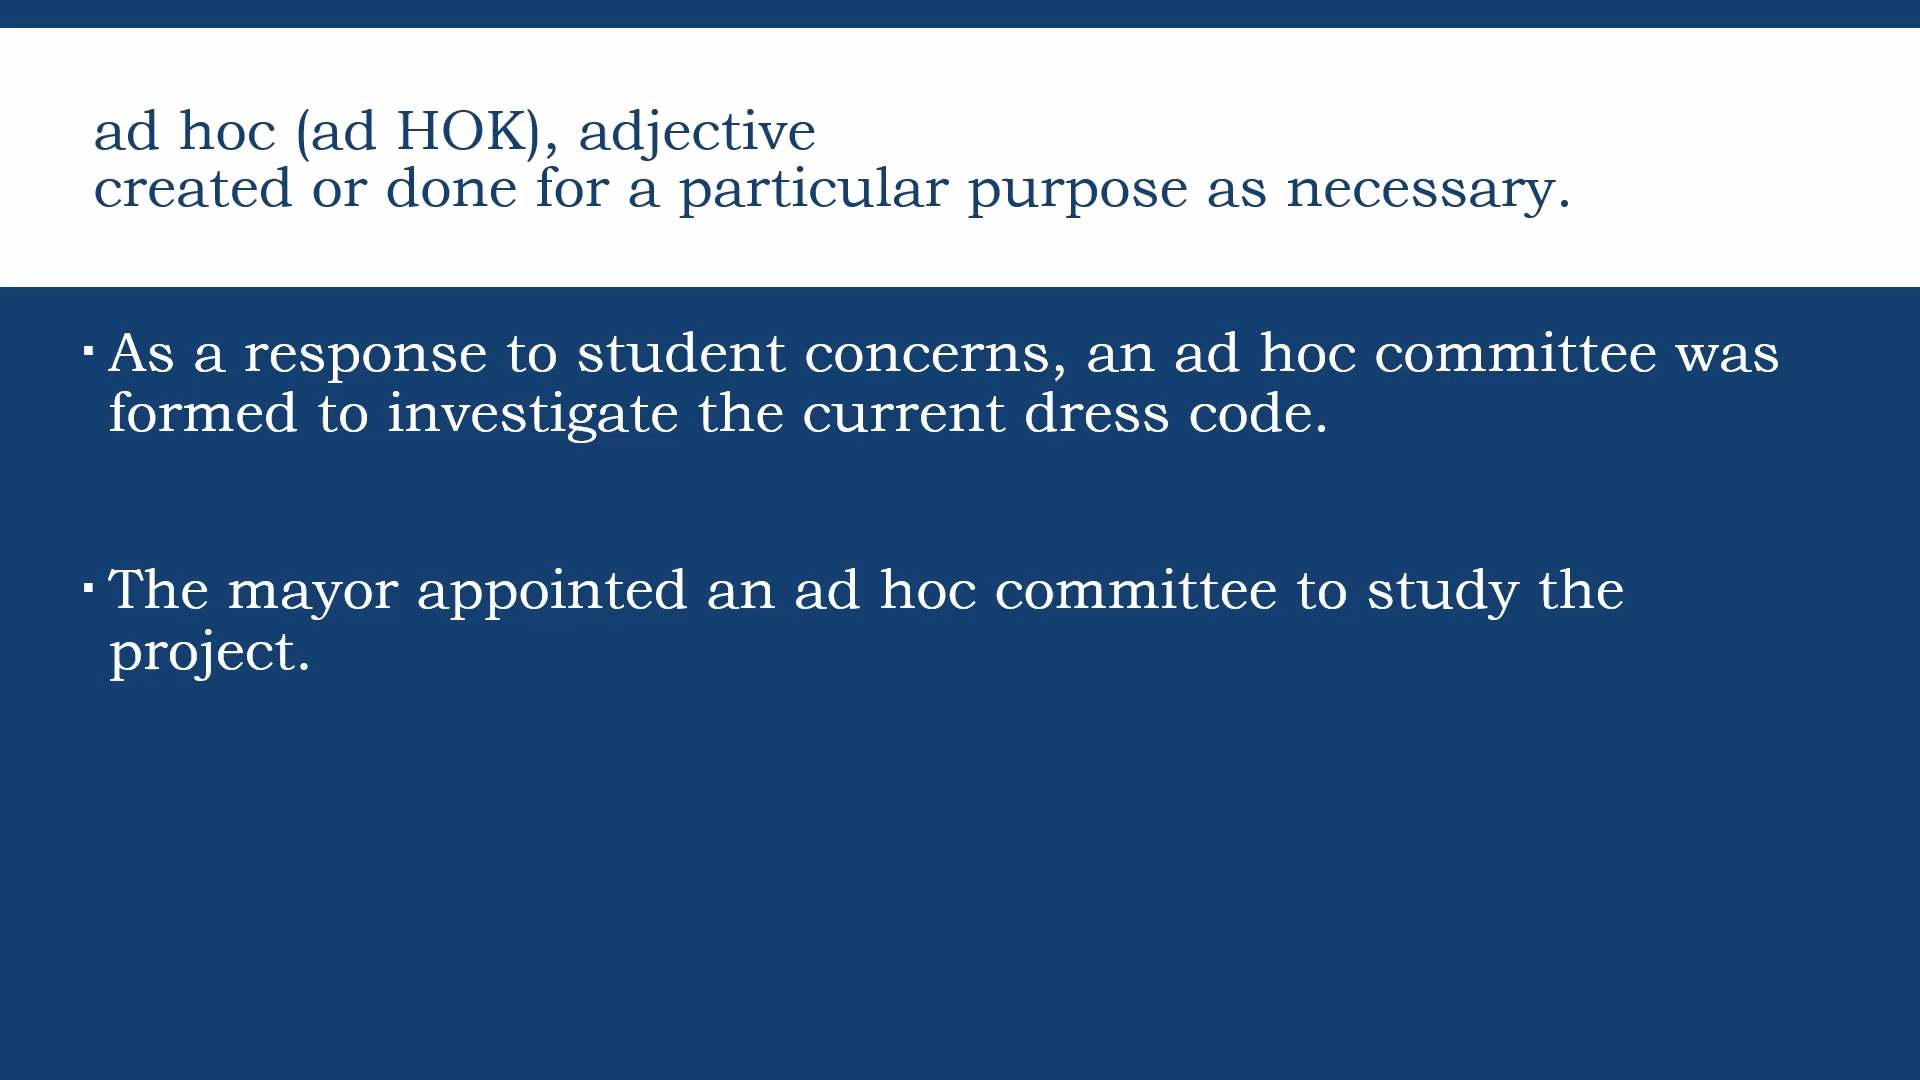 ad hoc (ad HOK), adjective
created or done for a particular purpose as necessary.
▪ As a response to student concerns, an ad hoc committee was
formed to investigate the current dress code.
▪ The mayor appointed an ad hoc committee to study the
project.